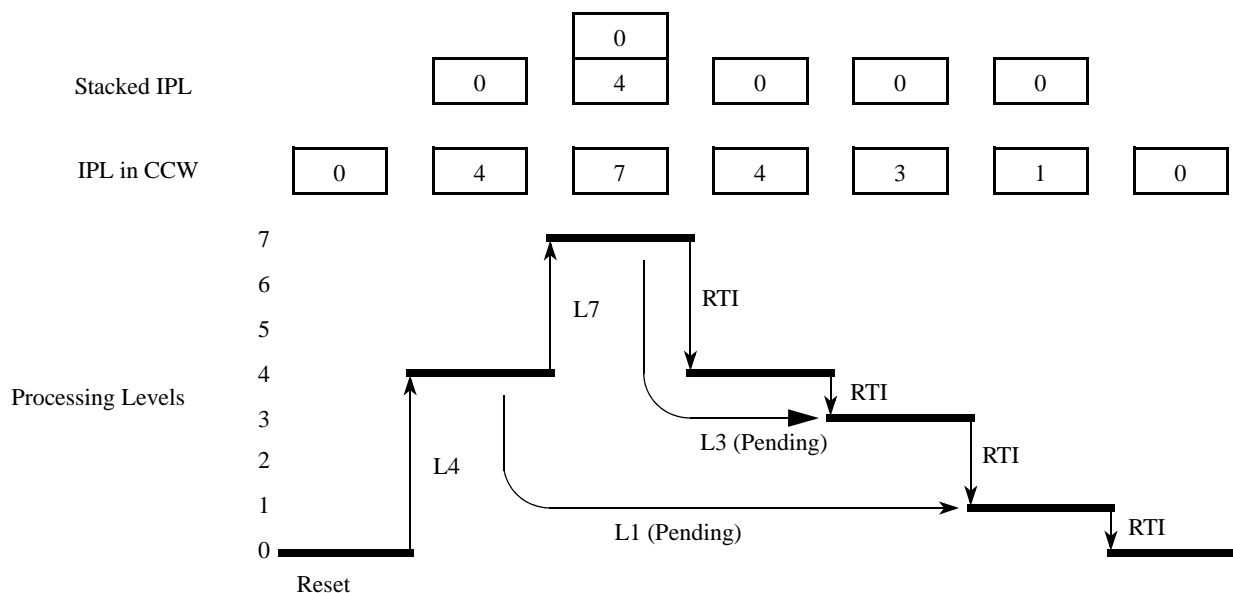 0
Stacked IPL 0 4 0 0 0
IPL in CCW 0 4 7 4 3 1 0
7
6
RTI
L7
5
4
Processing Levels
RTI
3
L3 (Pending)
RTI
2
L4
1
L1 (Pending)
RTI
0
Reset